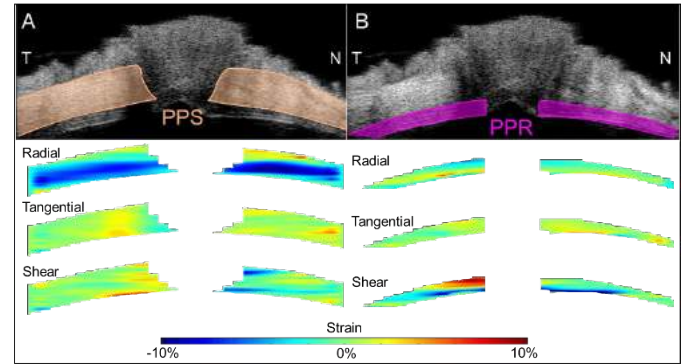 A
B
T
N
T
N
PPS
PPR
Radial
Radial
Tangential
Tangential
Shear
Shear
Strain
-10%
0%
10%